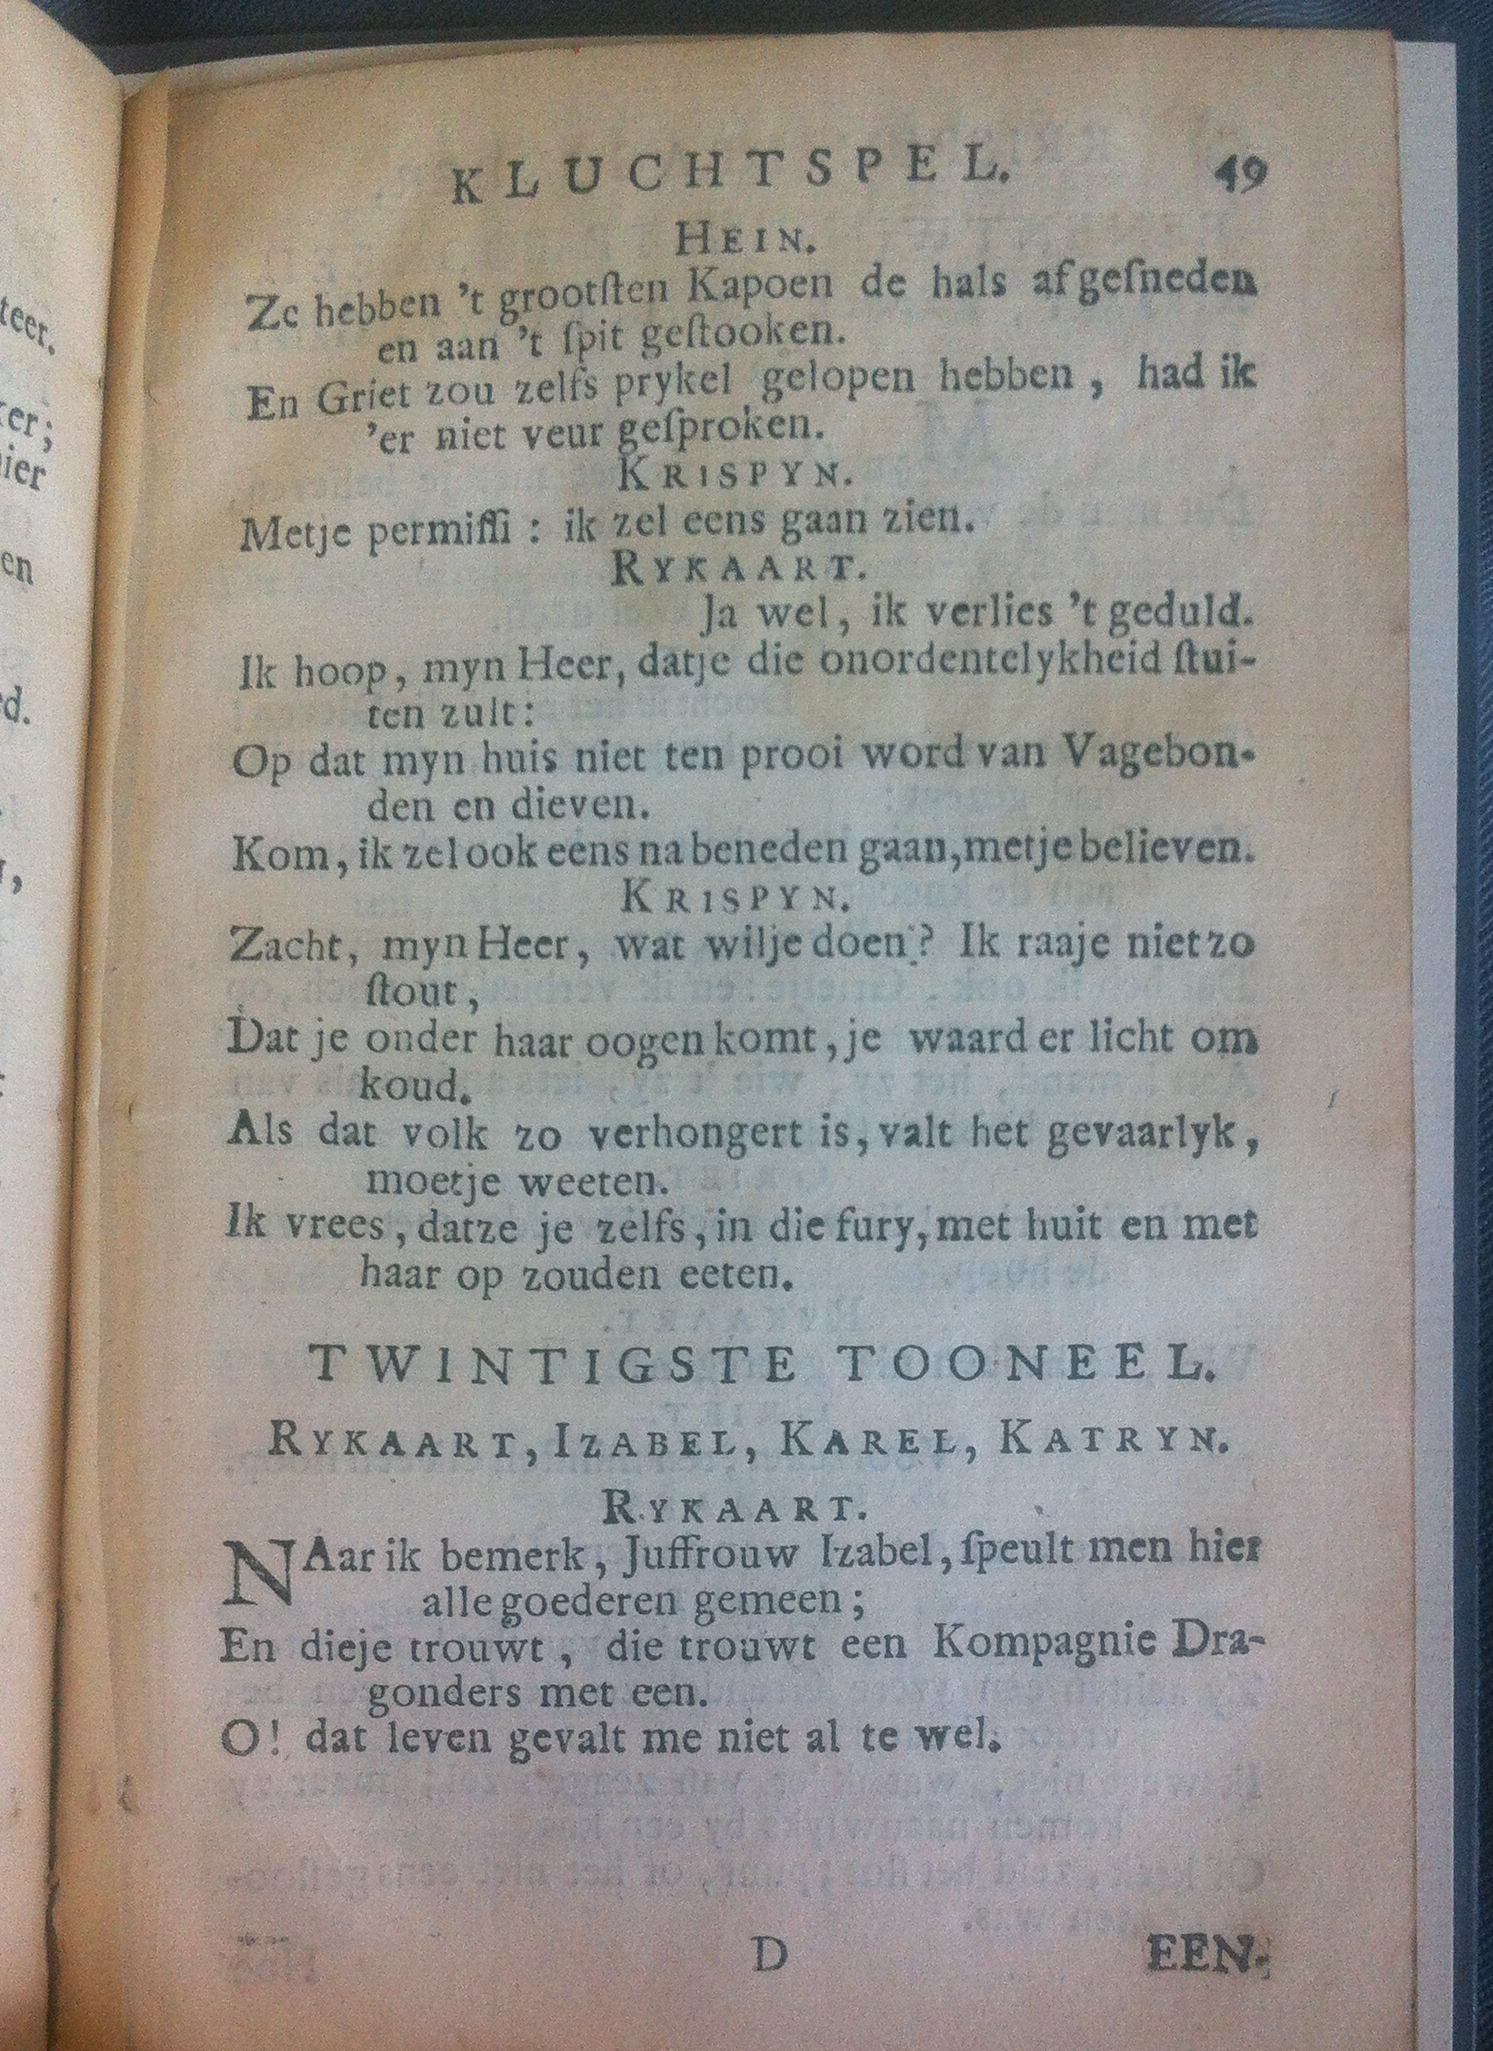 KLUCHTSPEL. 49
HEIN.
Ze hebben 't grootſten Kapoen de hals afgeſneden
en aan 't ſpit geſtooken.
En Griet zou zelfs prykel gelopen hebben, had ik
'er niet veur geſproken.
KRISPYN.
Metje permiſſi: ik zel eens gaan zien.
RYKAART.
Ja wel, ik verlies 't geduld.
Ik hoop, myn Heer, datje die onordentelykheid ſtui-
ten zult:
Op dat myn huis niet ten prooi word van Vagebon-
den en dieven.
Kom, ik zel ook eens na beneden gaan, metje believen.
KRISPYN.
Zacht, myn Heer, wat wilje doen? Ik raaje niet zo
ſtout,
Dat je onder haar oogen komt, je waard er licht om
koud.
Als dat volk zo verhongert is, valt het gevaarlyk,
moetje weeten.
Ik vrees, datze je zelfs, in die fury, met huit en met
haar op zouden eeten.
TWINTIGSTE TOONEEL.
RYKAART, IZABEL, KAREL, KATRYN.
RYKAART.
NAar ik bemerk, Juffrouw Izabel, ſpeult men hier
alle goederen gemeen;
En dieje trouwt, die trouwt een Kompagnie Dra-
gonders met een.
O! dat leven gevalt me niet al te wel.
D EEN-
teer.
ker;
hier
en
rd.